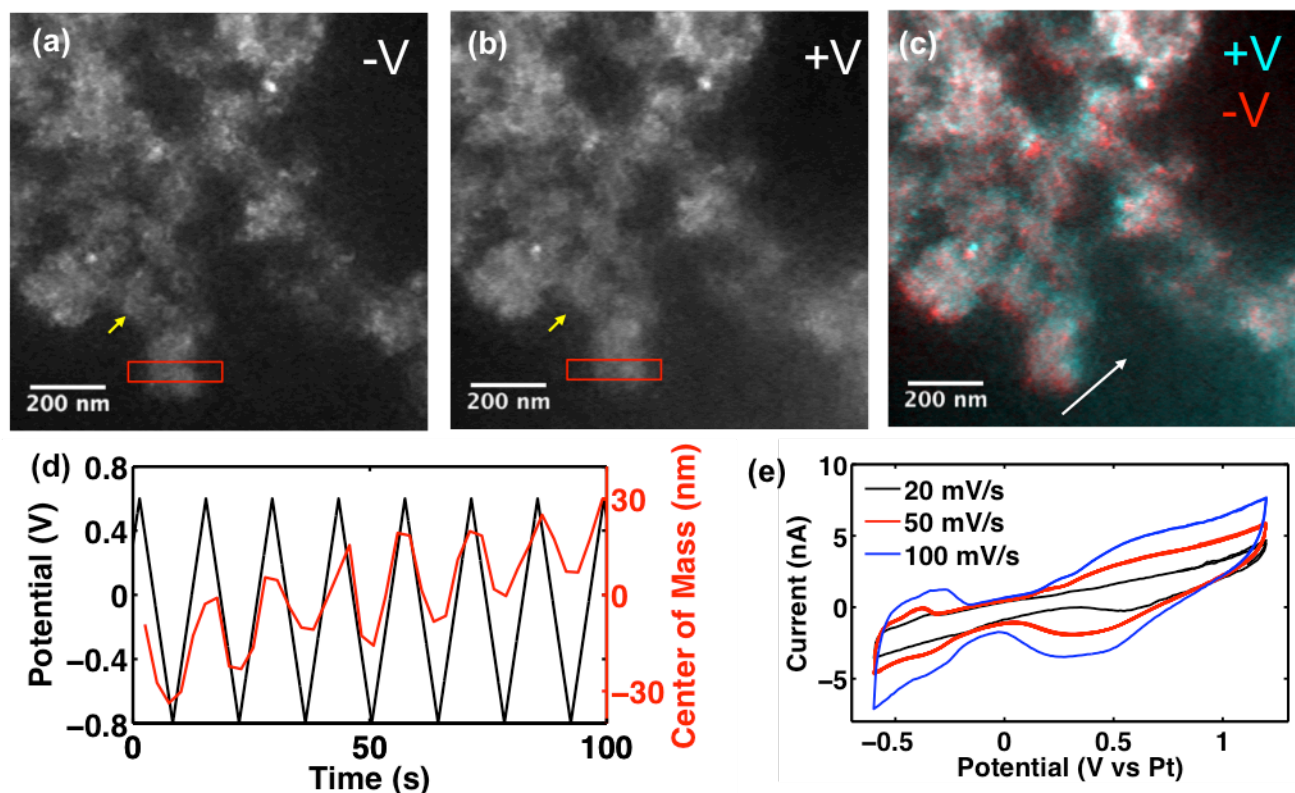 (a)
-V
200 nm
(b)
+V
200 nm
(c)
+V
-V
200 nm
(d)
0.8
0.4
0
−0.4
−0.8
Potential (V)
30
0
−30
Center of Mass (nm)
0
50
100
Time (s)
(e)
10
5
0
−5
Current (nA)
20 mV/s
50 mV/s
100 mV/s
−0.5
0
0.5
1
Potential (V vs Pt)